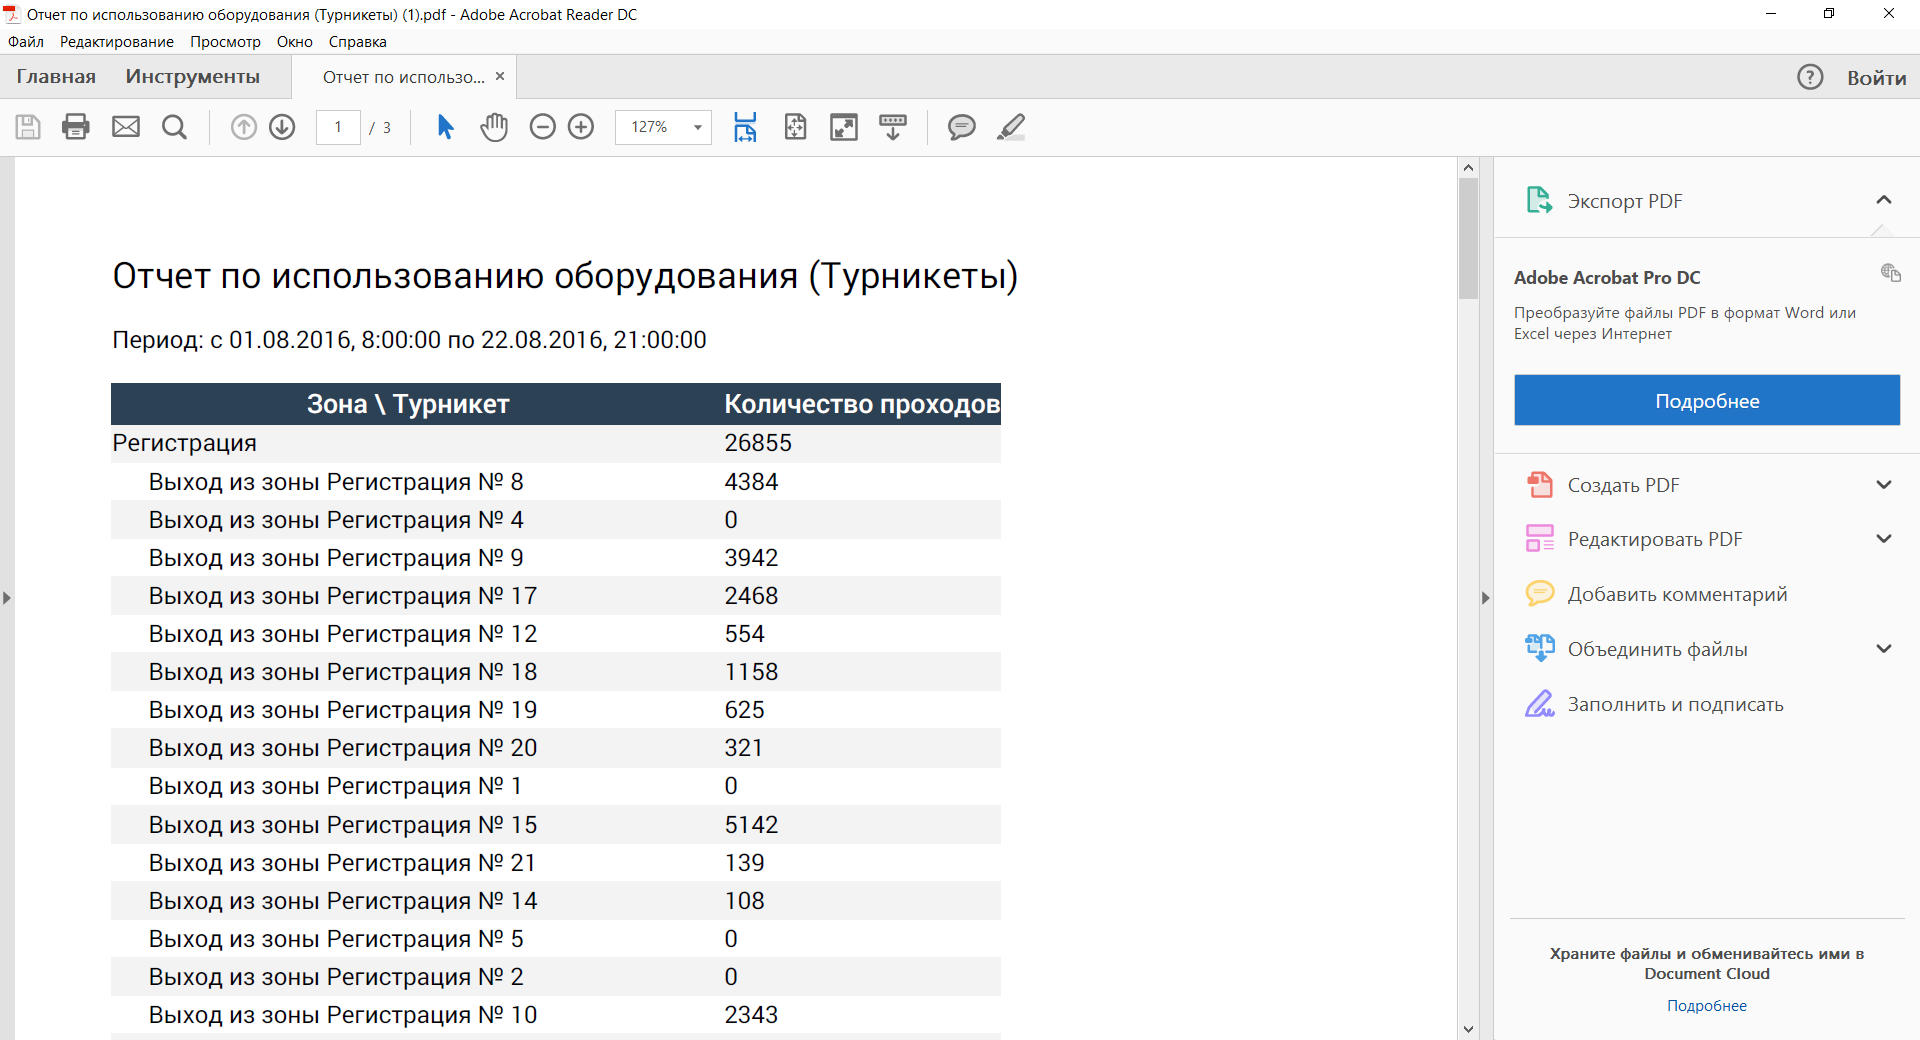 Отчет по использованию оборудования (Турникеты) (1).pdf - Adobe Acrobat Reader DC
Файл Редактирование Просмотр Окно Справка
Главная Инструменты Отчет по использо... Войти
1 / 3 127%
Отчет по использованию оборудования (Турникеты)
Период: с 01.08.2016, 8:00:00 по 22.08.2016, 21:00:00
Зона \ Турникет Количество проходов
Регистрация 26855
Выход из зоны Регистрация № 8 4384
Выход из зоны Регистрация № 4 0
Выход из зоны Регистрация № 9 3942
Выход из зоны Регистрация № 17 2468
Выход из зоны Регистрация № 12 554
Выход из зоны Регистрация № 18 1158
Выход из зоны Регистрация № 19 625
Выход из зоны Регистрация № 20 321
Выход из зоны Регистрация № 1 0
Выход из зоны Регистрация № 15 5142
Выход из зоны Регистрация № 21 139
Выход из зоны Регистрация № 14 108
Выход из зоны Регистрация № 5 0
Выход из зоны Регистрация № 2 0
Выход из зоны Регистрация № 10 2343
Экспорт PDF
Adobe Acrobat Pro DC
Преобразуйте файлы PDF в формат Word или
Excel через Интернет
Подробнее
Создать PDF
Редактировать PDF
Добавить комментарий
Объединить файлы
Заполнить и подписать
Храните файлы и обменивайтесь ими в
Document Cloud
Подробнее